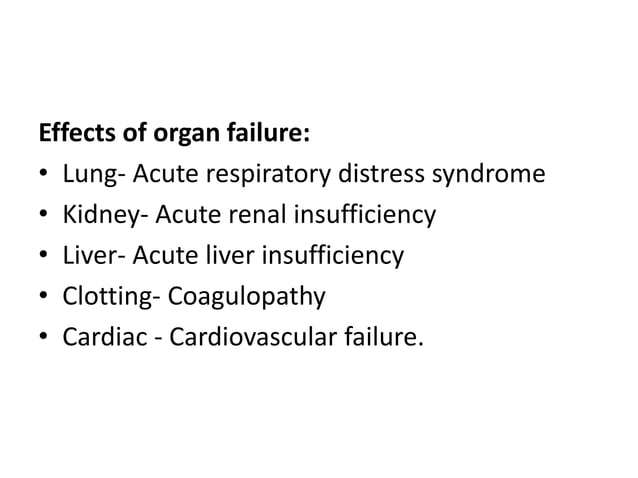 Effects of organ failure:
• Lung- Acute respiratory distress syndrome
• Kidney- Acute renal insufficiency
• Liver- Acute liver insufficiency
• Clotting- Coagulopathy
• Cardiac - Cardiovascular failure.